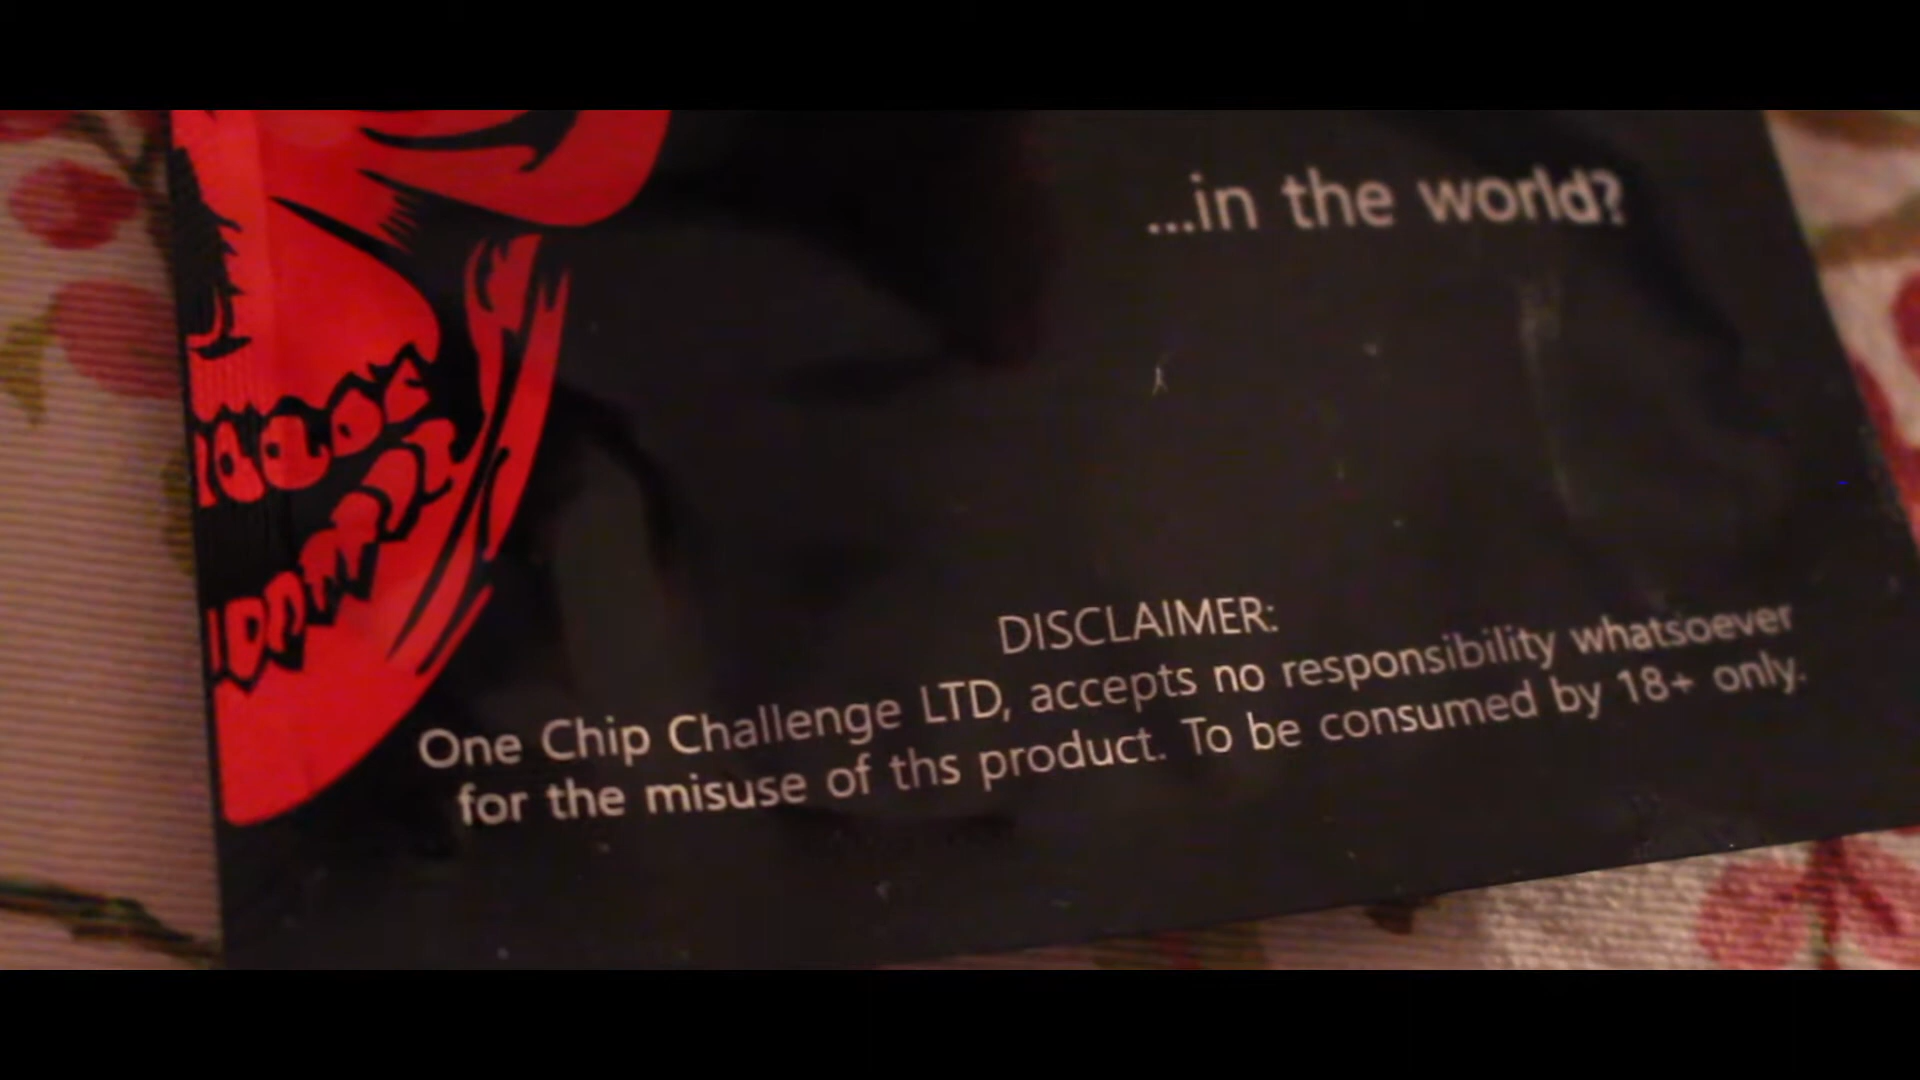 ...in the world?
DISCLAIMER:
One Chip Challenge LTD, accepts no responsibility whatsoever
for the misuse of ths product. To be consumed by 18+ only.